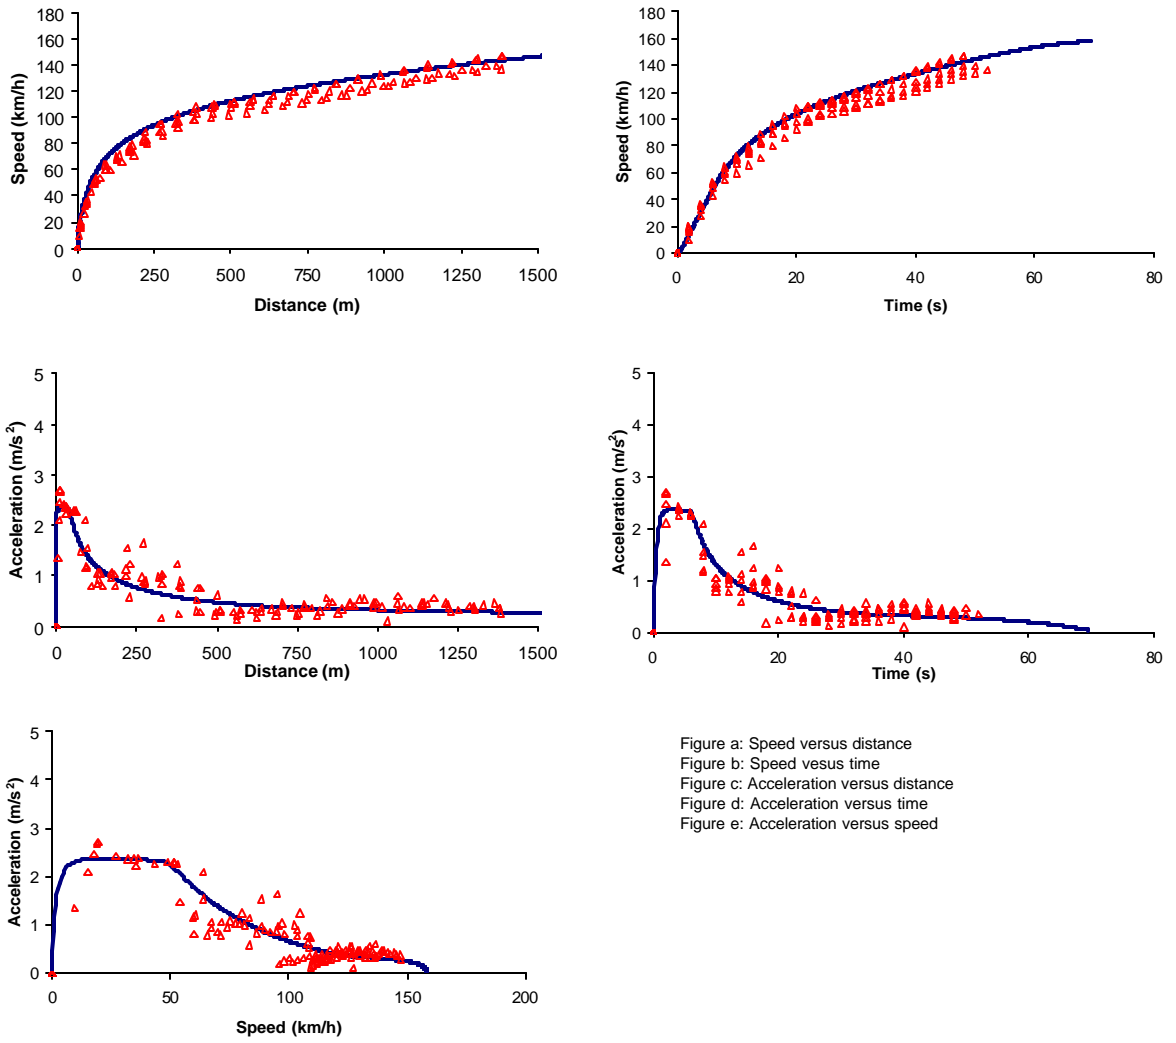 180
160
140
120
100
80
60
40
20
0
Speed (km/h)
0 250 500 750 1000 1250 1500
Distance (m)
180
160
140
120
100
80
60
40
20
0
Speed (km/h)
0 20 40 60 80
Time (s)
5
4
3
2
1
0
Acceleration (m/s²)
0 250 500 750 1000 1250 1500
Distance (m)
5
4
3
2
1
0
Acceleration (m/s²)
0 20 40 60 80
Time (s)
5
4
3
2
1
0
Acceleration (m/s²)
0 50 100 150 200
Speed (km/h)
Figure a: Speed versus distance
Figure b: Speed vesus time
Figure c: Acceleration versus distance
Figure d: Acceleration versus time
Figure e: Acceleration versus speed